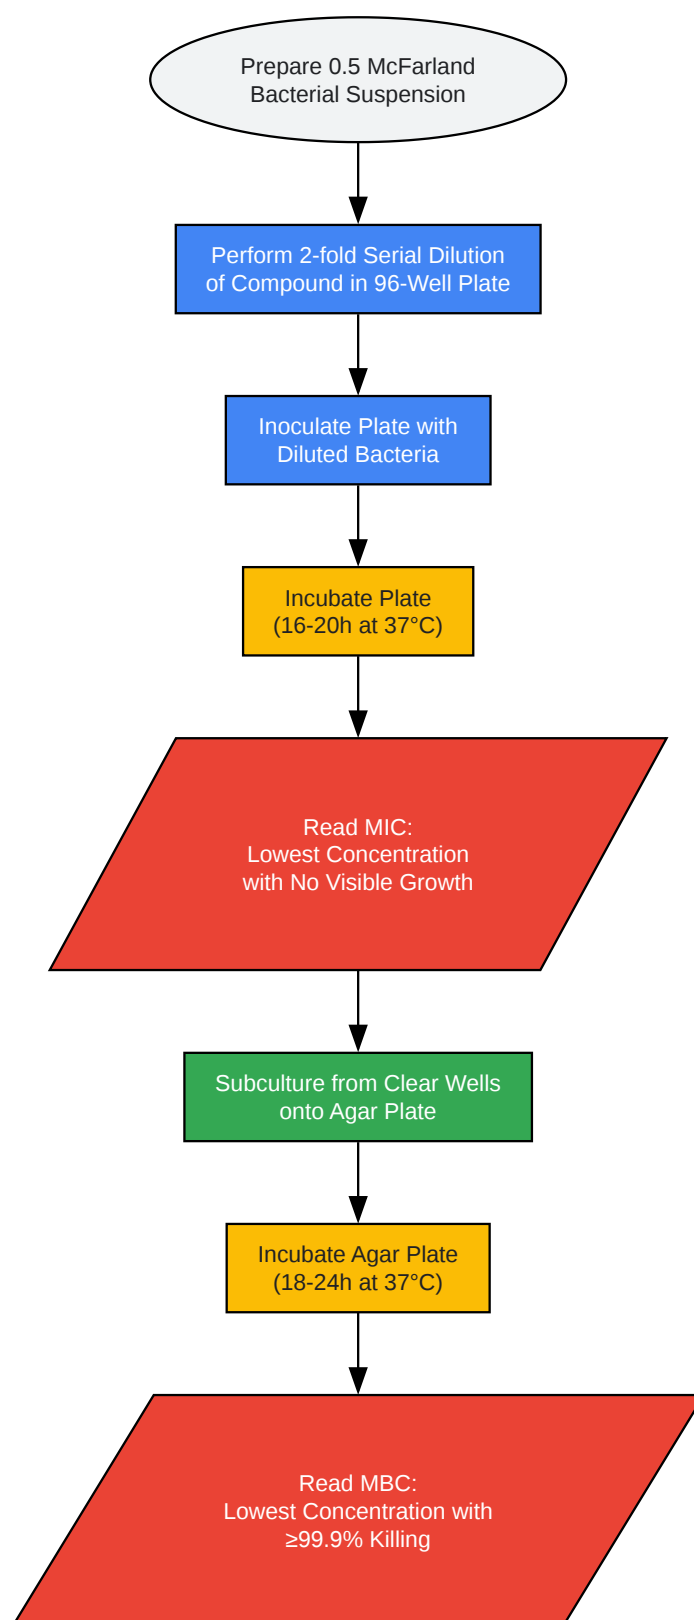 Prepare 0.5 McFarland
Bacterial Suspension
Perform 2-fold Serial Dilution
of Compound in 96-Well Plate
Inoculate Plate with
Diluted Bacteria
Incubate Plate
(16-20h at 37°C)
Read MIC:
Lowest Concentration
with No Visible Growth
Subculture from Clear Wells
onto Agar Plate
Incubate Agar Plate
(18-24h at 37°C)
Read MBC:
Lowest Concentration with
≥99.9% Killing